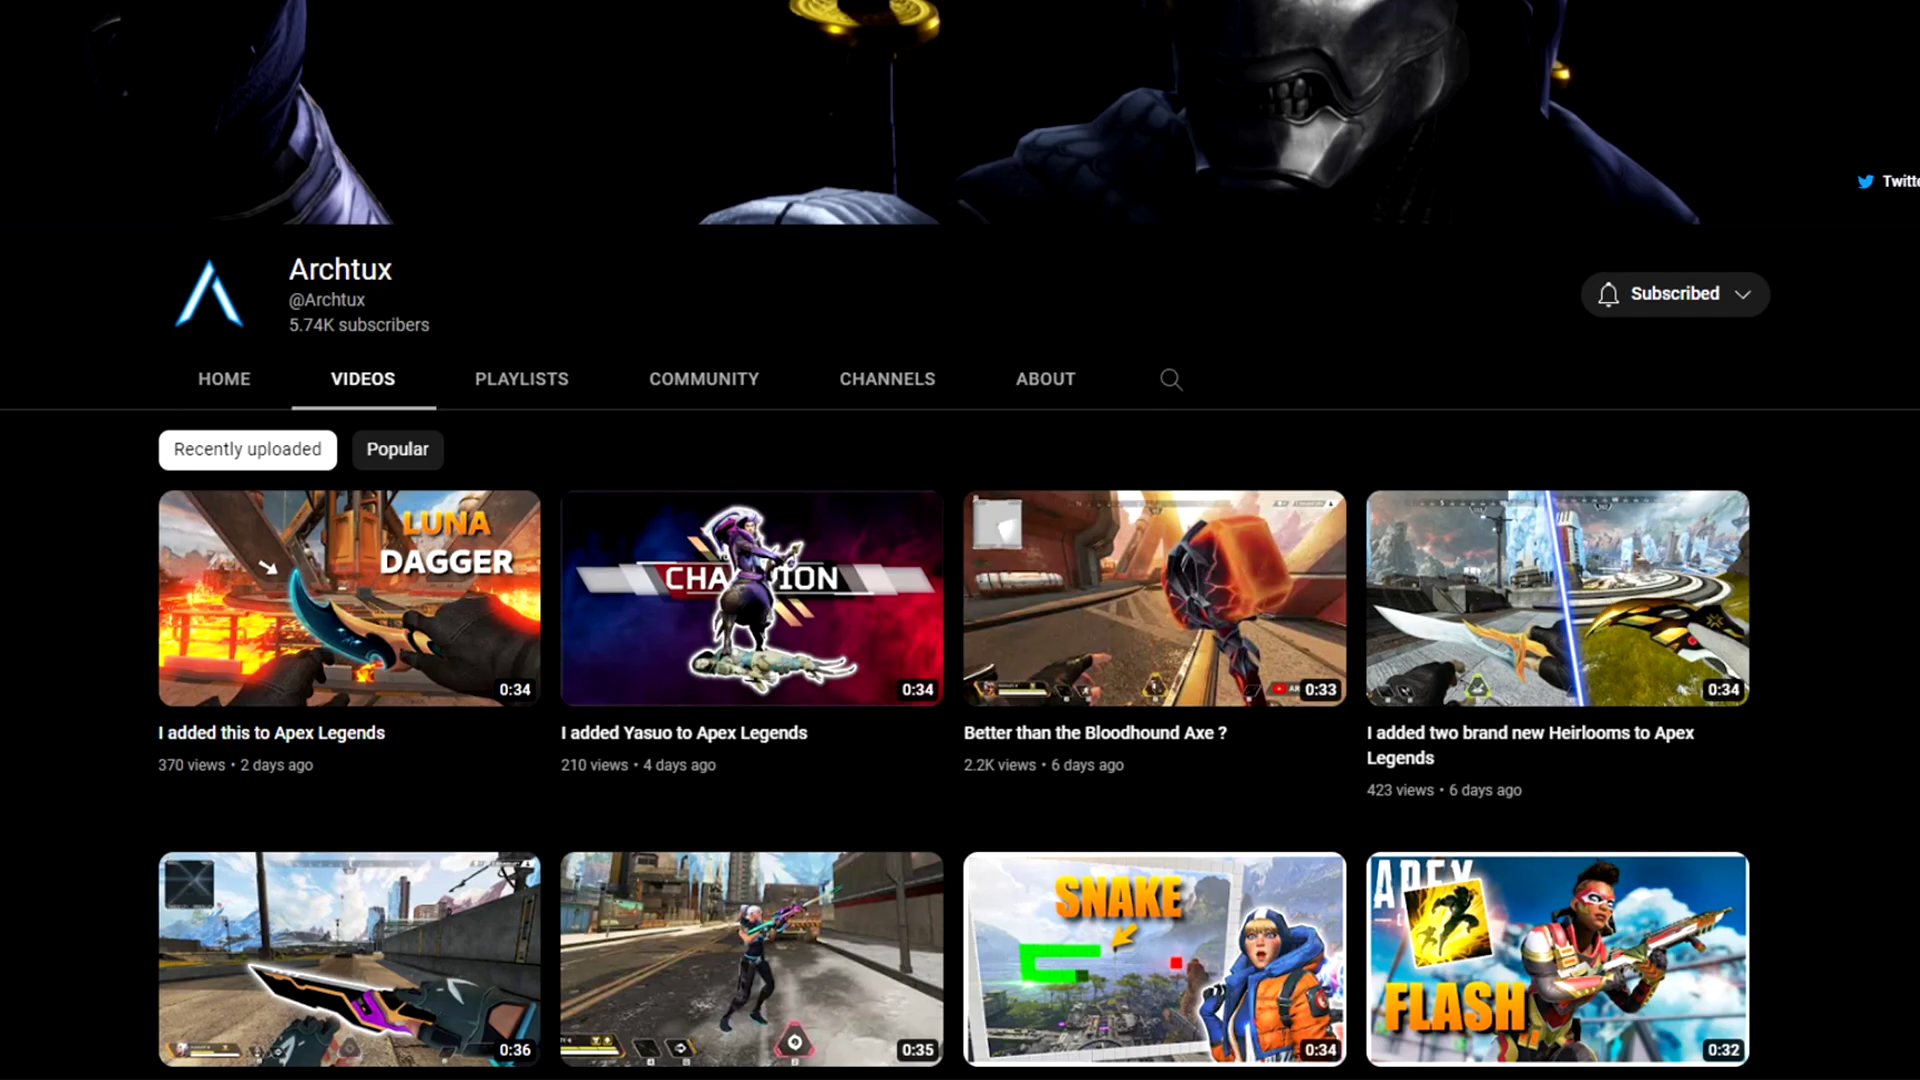 Twitte
Archtux
@Archtux
5.74K subscribers
Subscribed
HOME
VIDEOS
PLAYLISTS
COMMUNITY
CHANNELS
ABOUT
Recently uploaded
Popular
LUNA
DAGGER
0:34
CHA
ION
0:34
0:33
0:34
I added this to Apex Legends
370 views • 2 days ago
I added Yasuo to Apex Legends
210 views • 4 days ago
Better than the Bloodhound Axe ?
2.2K views • 6 days ago
I added two brand new Heirlooms to Apex
Legends
423 views • 6 days ago
0:36
0:35
SNAKE
0:34
APEX
FLASH
0:32